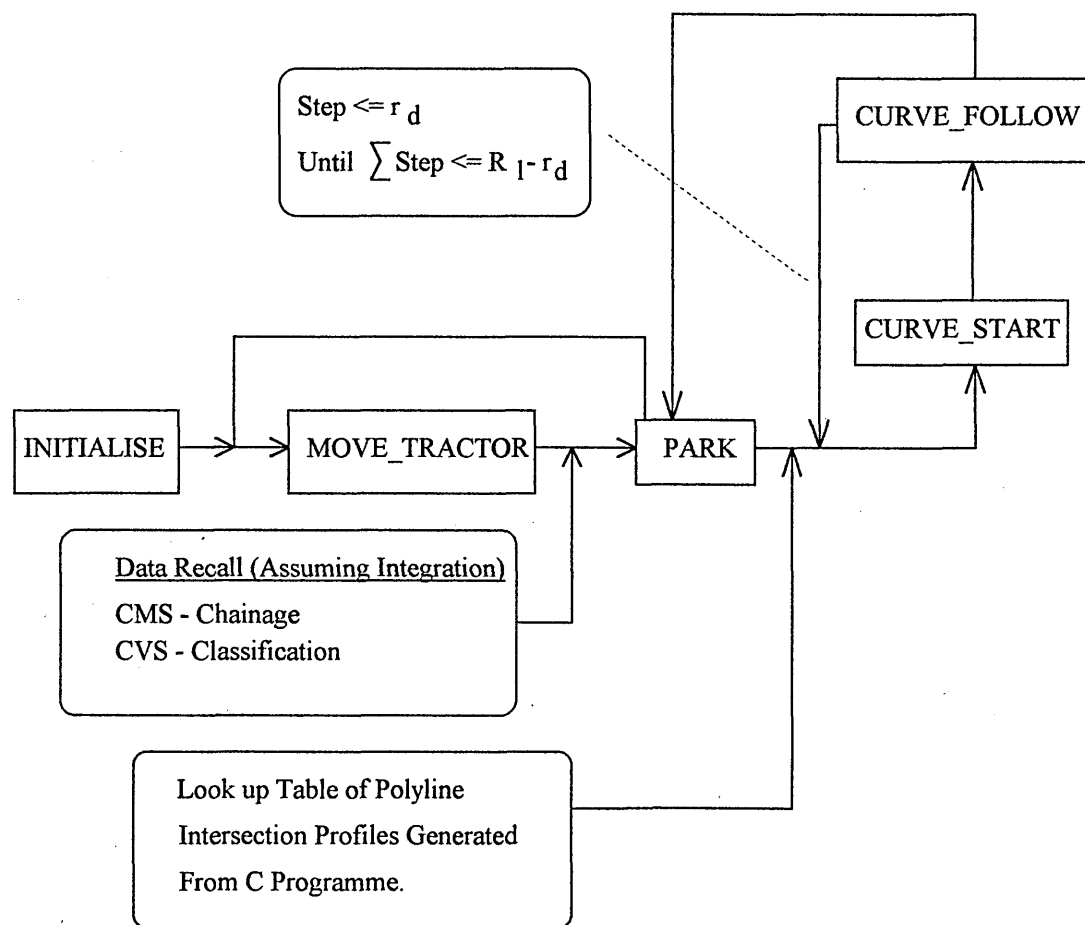 Step <= r d
Until ∑ Step <= R l - r d
CURVE_FOLLOW
CURVE_START
INITIALISE
MOVE_TRACTOR
PARK
Data Recall (Assuming Integration)
CMS - Chainage
CVS - Classification
Look up Table of Polyline
Intersection Profiles Generated
From C Programme.